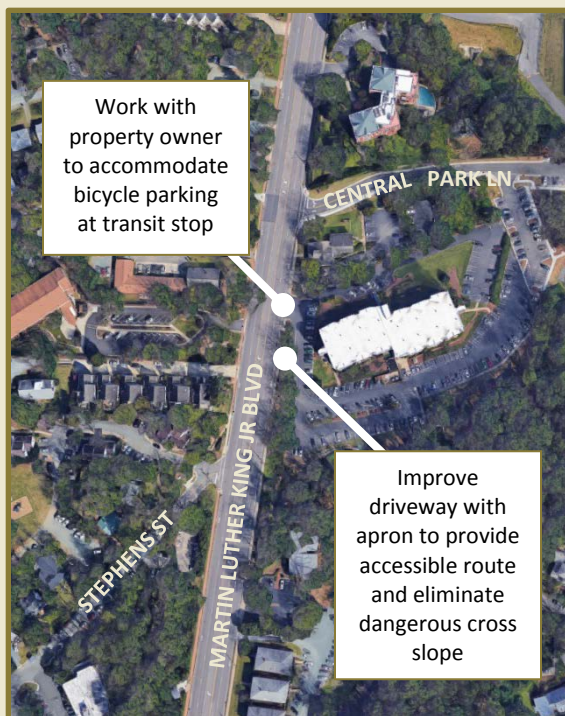 Work with
property owner
to accommodate
bicycle parking
at transit stop
CENTRAL PARK LN
MARTIN LUTHER KING JR BLVD
STEPHENS ST
Improve
driveway with
apron to provide
accessible route
and eliminate
dangerous cross
slope